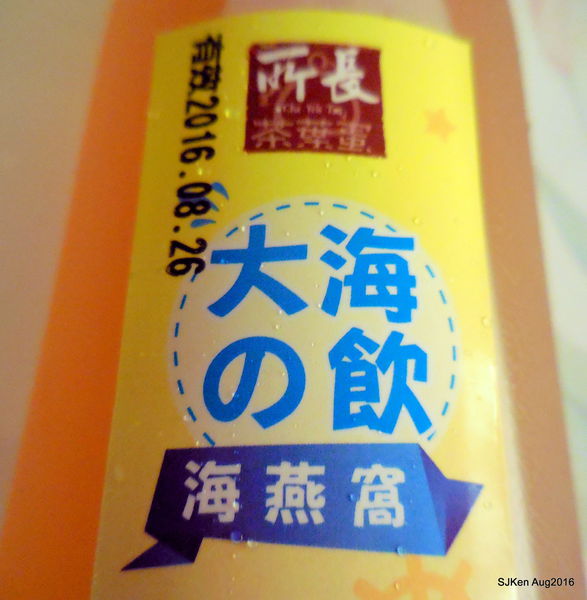 有效2016.08.26
所長
茶葉蛋
大海
の飲
海燕窩
SJKen Aug2016